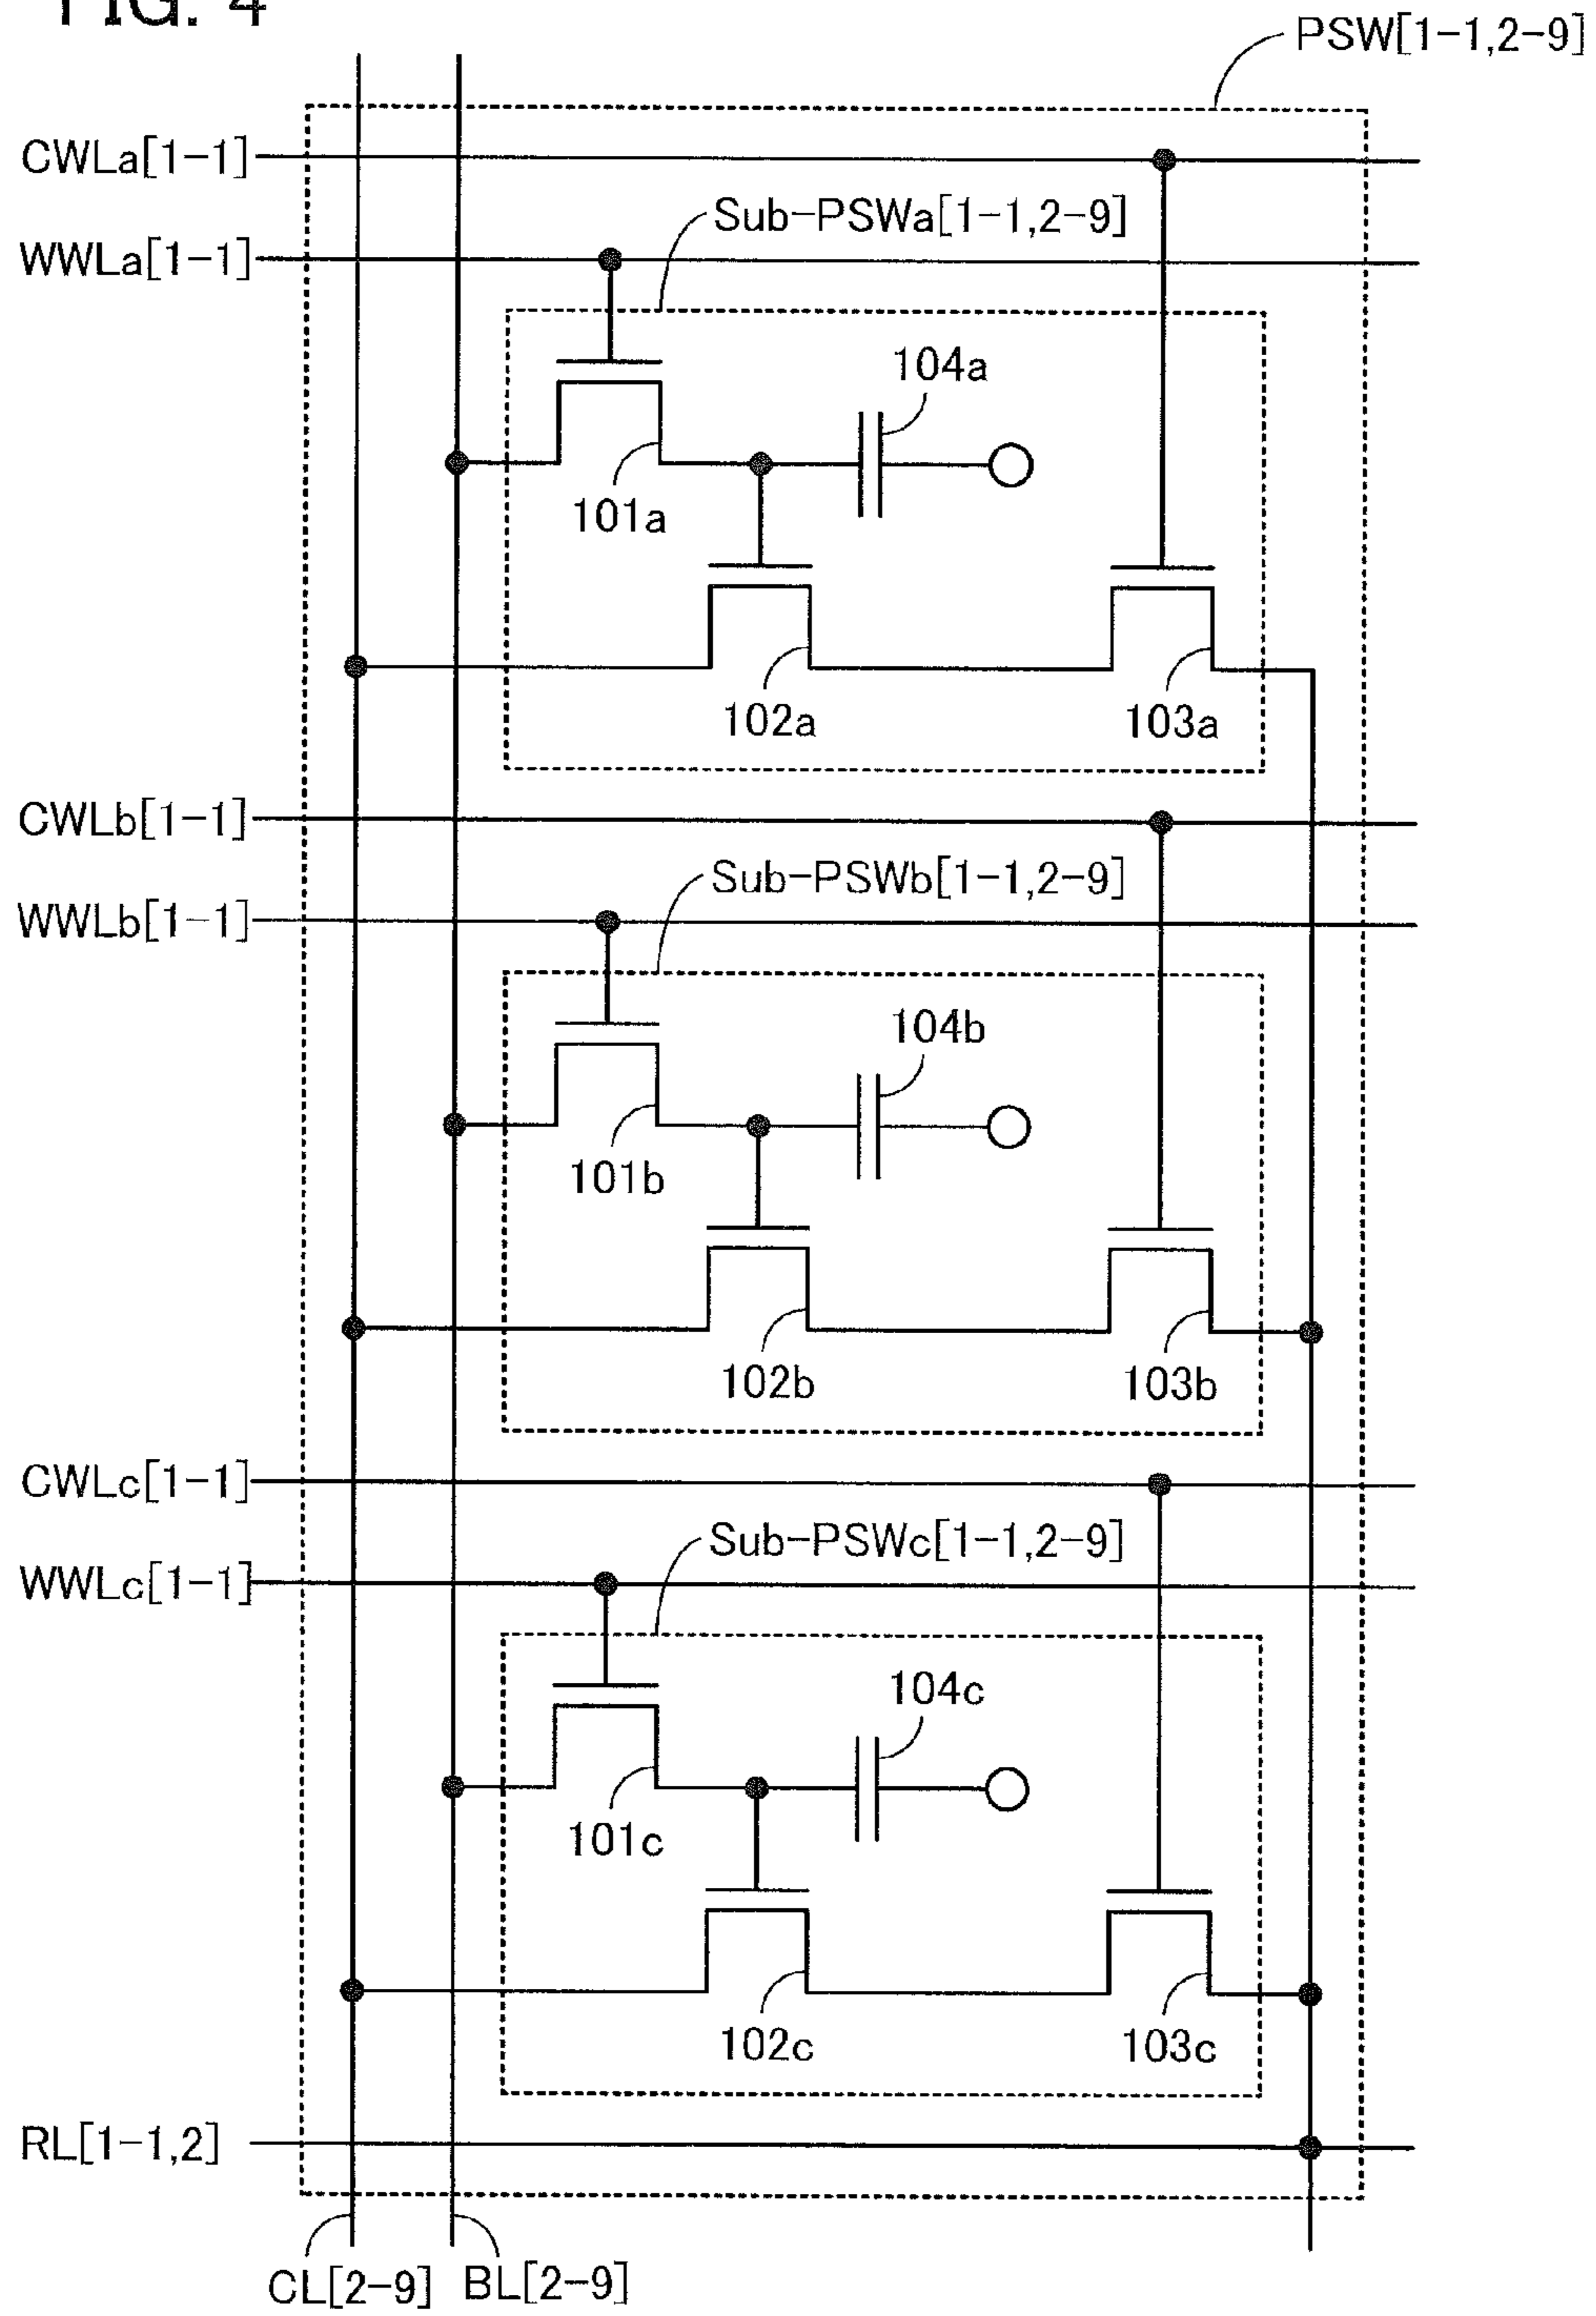 FIG. 4
PSW[1-1,2-9]
CWLa[1-1]
Sub-PSWa[1-1,2-9]
WWLa[1-1]
104a
101a
102a
103a
CWLb[1-1]
Sub-PSWb[1-1,2-9]
WWLb[1-1]
104b
101b
102b
103b
CWLc[1-1]
Sub-PSWc[1-1,2-9]
WWLc[1-1]
104c
101c
102c
103c
RL[1-1,2]
CL[2-9]
BL[2-9]